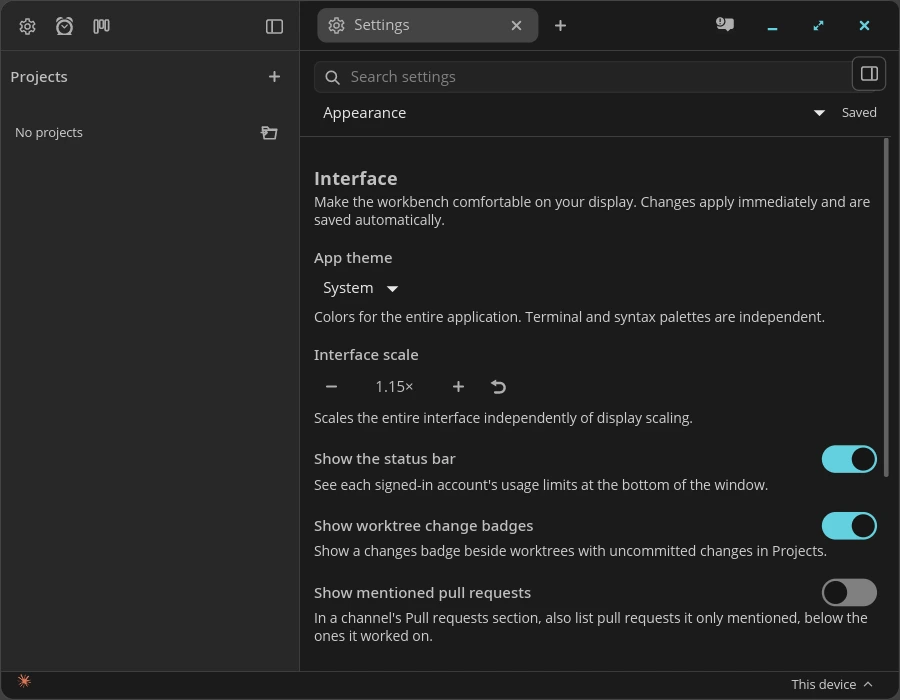 Settings
Projects
Search settings
Appearance
Saved
No projects
Interface
Make the workbench comfortable on your display. Changes apply immediately and are
saved automatically.
App theme
System
Colors for the entire application. Terminal and syntax palettes are independent.
Interface scale
− 1.15× +
Scales the entire interface independently of display scaling.
Show the status bar
See each signed-in account's usage limits at the bottom of the window.
Show worktree change badges
Show a changes badge beside worktrees with uncommitted changes in Projects.
Show mentioned pull requests
In a channel's Pull requests section, also list pull requests it only mentioned, below the
ones it worked on.
This device